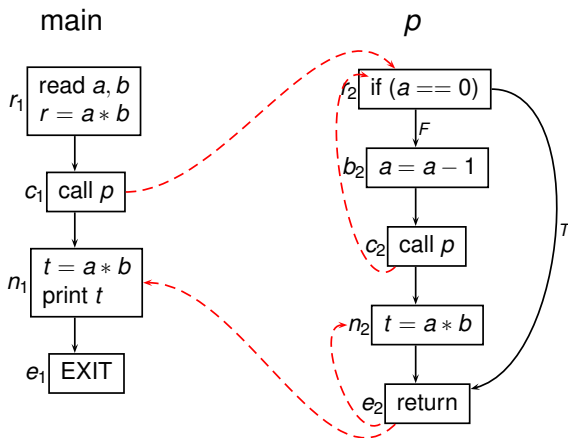 main
p
r1
read a, b
r = a * b
c1
call p
n1
t = a * b
print t
e1
EXIT
r2
if (a == 0)
F
b2
a = a − 1
c2
call p
T
n2
t = a * b
e2
return